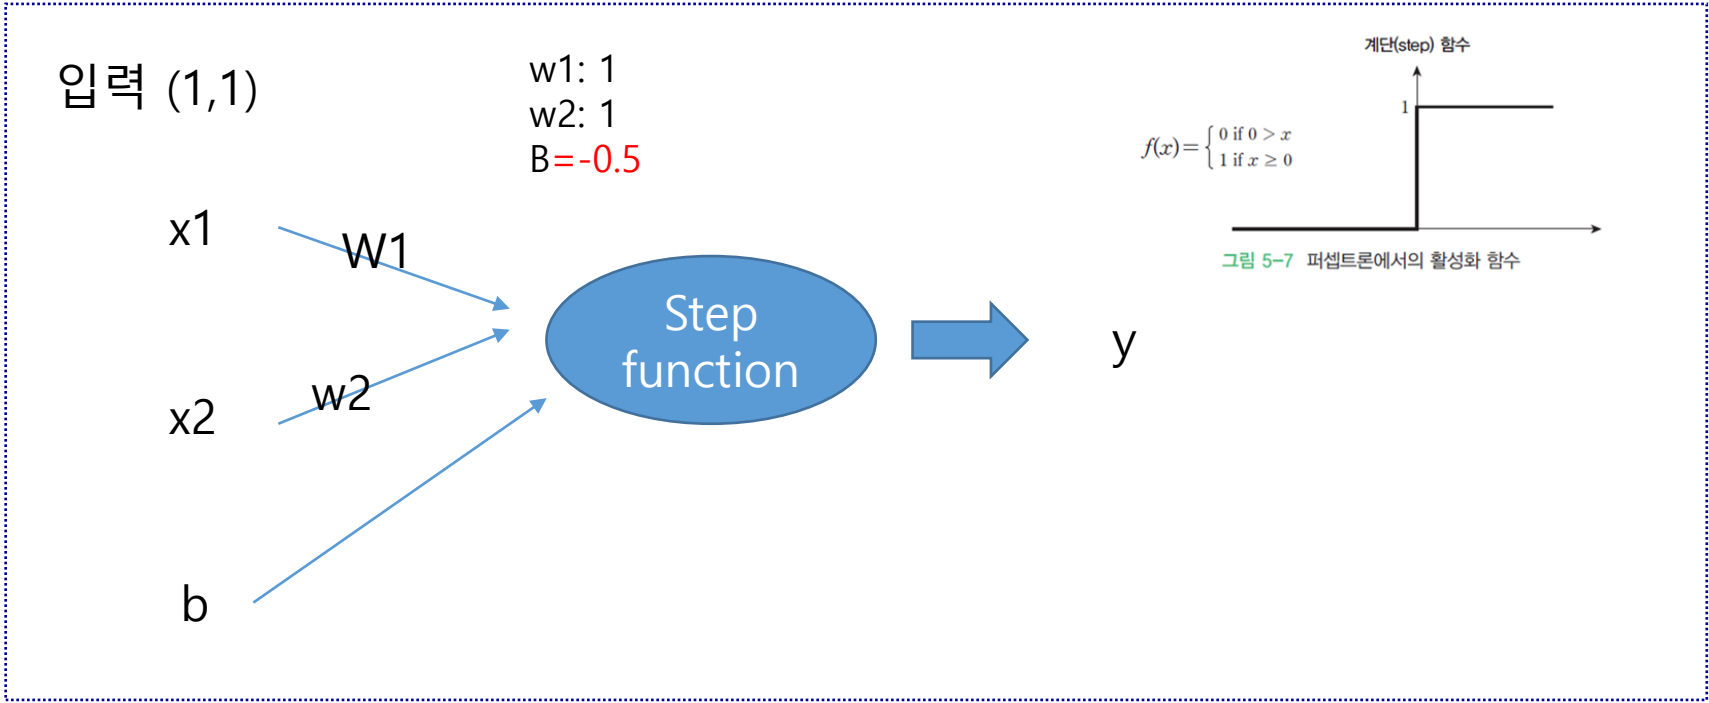 입력 (1,1)
w1: 1
w2: 1
B=-0.5
계단(step) 함수
1
f(x)={ 0 if 0 > x
1 if x ≥ 0
그림 5-7 퍼셉트론에서의 활성화 함수
x1
W1
Step
function
y
w2
x2
b